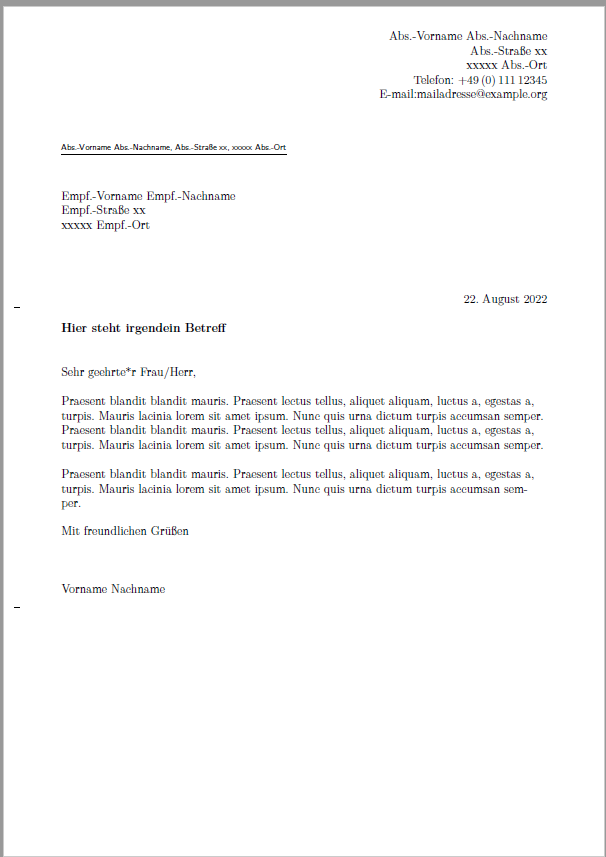 Abs.-Vorname Abs.-Nachname
Abs.-Straße xx
xxxxx Abs.-Ort
Telefon: +49 (0) 111 12345
E-mail:mailadresse@example.org
Abs.-Vorname Abs.-Nachname, Abs.-Straße xx, xxxxx Abs.-Ort
Empf.-Vorname Empf.-Nachname
Empf.-Straße xx
xxxxx Empf.-Ort
22. August 2022
Hier steht irgendein Betreff
Sehr geehrte*r Frau/Herr,
Praesent blandit blandit mauris. Praesent lectus tellus, aliquet aliquam, luctus a, egestas a,
turpis. Mauris lacinia lorem sit amet ipsum. Nunc quis urna dictum turpis accumsan semper.
Praesent blandit blandit mauris. Praesent lectus tellus, aliquet aliquam, luctus a, egestas a,
turpis. Mauris lacinia lorem sit amet ipsum. Nunc quis urna dictum turpis accumsan semper.
Praesent blandit blandit mauris. Praesent lectus tellus, aliquet aliquam, luctus a, egestas a,
turpis. Mauris lacinia lorem sit amet ipsum. Nunc quis urna dictum turpis accumsan sem-
per.
Mit freundlichen Grüßen
Vorname Nachname